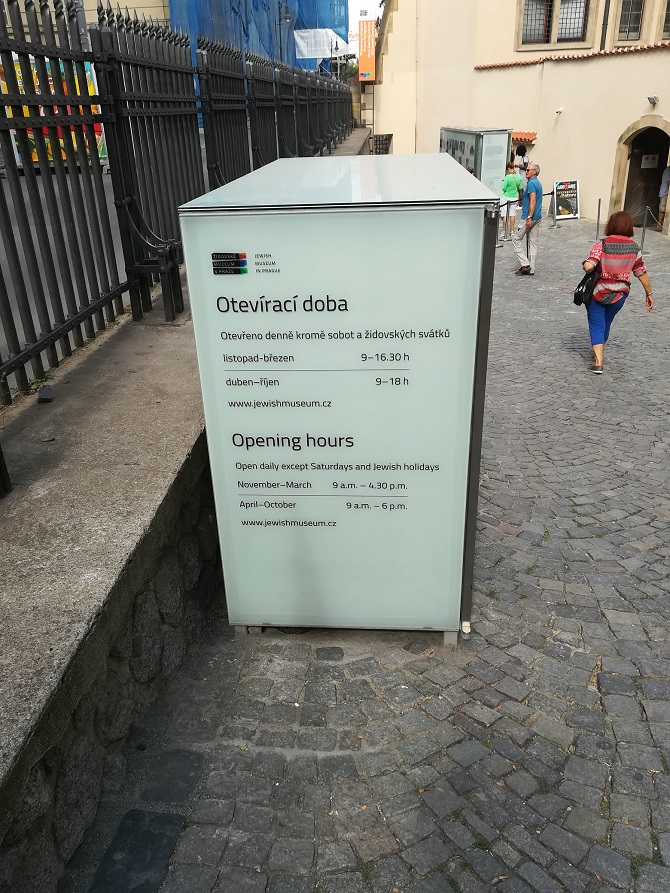 ŽIDOVSKÉ
MUZEUM
V PRAZE
JEWISH
MUSEUM
IN PRAGUE
Otevírací doba
Otevřeno denně kromě sobot a židovských svátků
listopad–březen 9–16.30 h
duben–říjen 9–18 h
www.jewishmuseum.cz
Opening hours
Open daily except Saturdays and Jewish holidays
November–March 9 a.m. – 4.30 p.m.
April–October 9 a.m. – 6 p.m.
www.jewishmuseum.cz